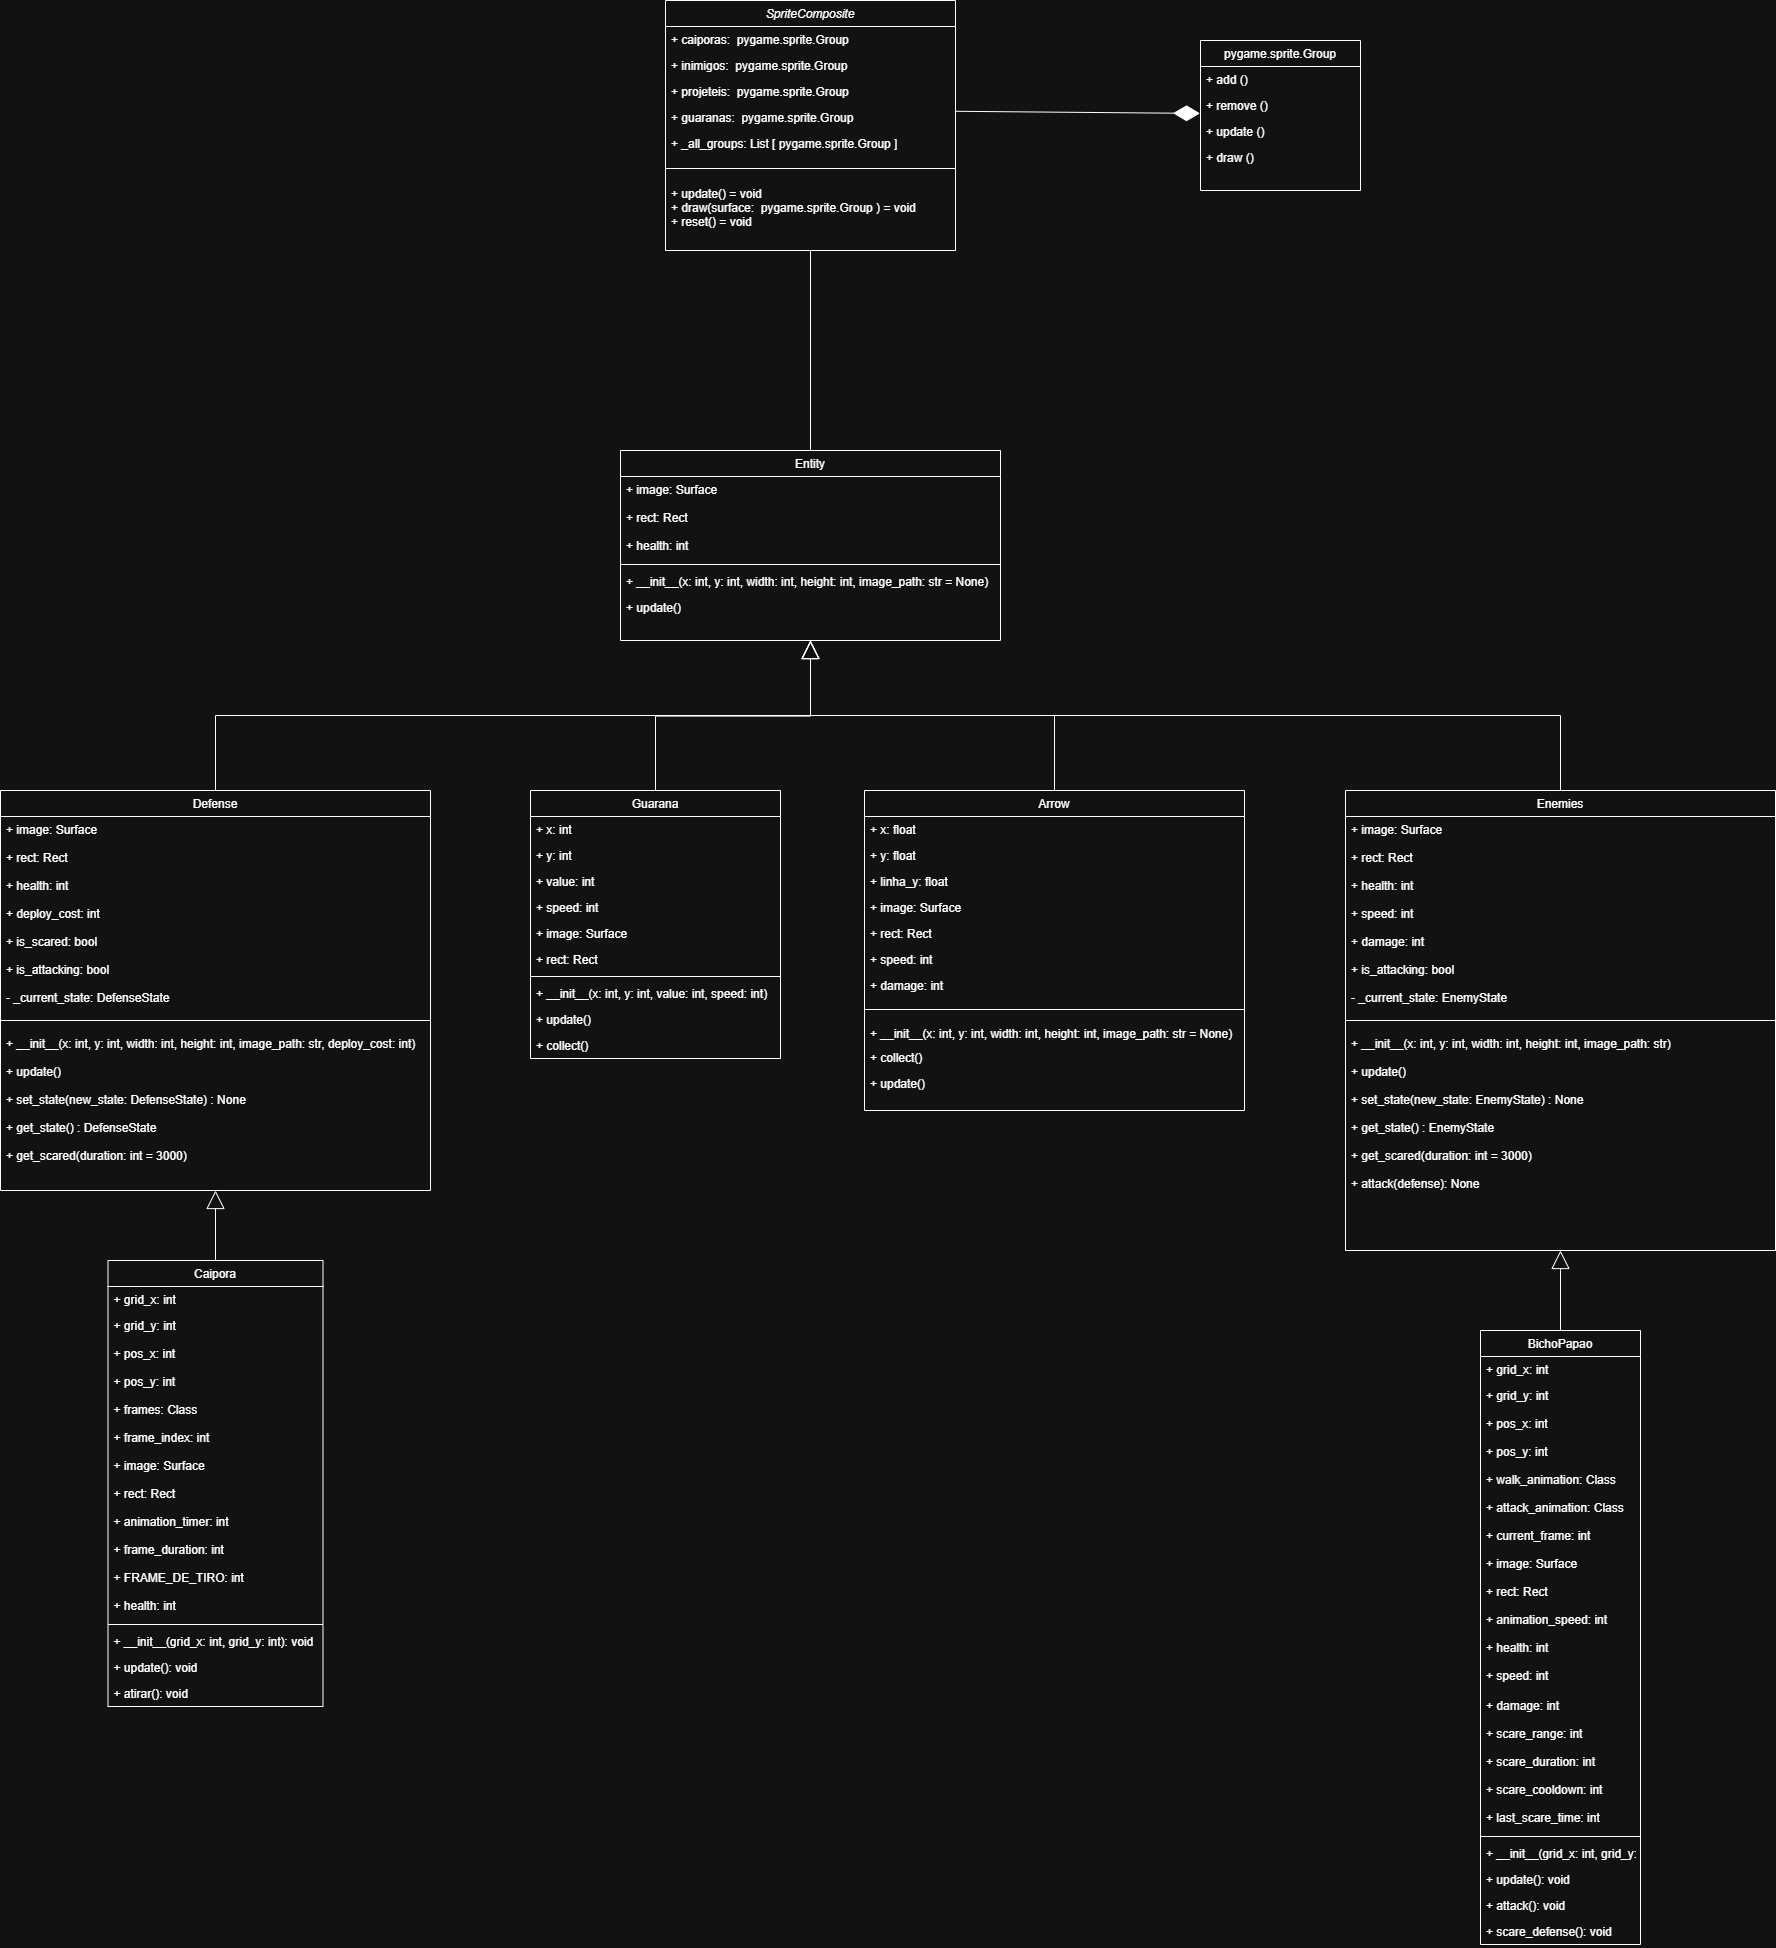 SpriteComposite
+ caiporas:  pygame.sprite.Group
+ inimigos:  pygame.sprite.Group
+ projeteis:  pygame.sprite.Group
+ guaranas:  pygame.sprite.Group
+ _all_groups: List [ pygame.sprite.Group ]
+ update() = void
+ draw(surface:  pygame.sprite.Group ) = void
+ reset() = void
pygame.sprite.Group
+ add ()
+ remove ()
+ update ()
+ draw ()
Entity
+ image: Surface
+ rect: Rect
+ health: int
+ __init__(x: int, y: int, width: int, height: int, image_path: str = None)
+ update()
Defense
+ image: Surface
+ rect: Rect
+ health: int
+ deploy_cost: int
+ is_scared: bool
+ is_attacking: bool
- _current_state: DefenseState
+ __init__(x: int, y: int, width: int, height: int, image_path: str, deploy_cost: int)
+ update()
+ set_state(new_state: DefenseState) : None
+ get_state() : DefenseState
+ get_scared(duration: int = 3000)
Guarana
+ x: int
+ y: int
+ value: int
+ speed: int
+ image: Surface
+ rect: Rect
+ __init__(x: int, y: int, value: int, speed: int)
+ update()
+ collect()
Arrow
+ x: float
+ y: float
+ linha_y: float
+ image: Surface
+ rect: Rect
+ speed: int
+ damage: int
+ __init__(x: int, y: int, width: int, height: int, image_path: str = None)
+ collect()
+ update()
Enemies
+ image: Surface
+ rect: Rect
+ health: int
+ speed: int
+ damage: int
+ is_attacking: bool
- _current_state: EnemyState
+ __init__(x: int, y: int, width: int, height: int, image_path: str)
+ update()
+ set_state(new_state: EnemyState) : None
+ get_state() : EnemyState
+ get_scared(duration: int = 3000)
+ attack(defense): None
Caipora
+ grid_x: int
+ grid_y: int
+ pos_x: int
+ pos_y: int
+ frames: Class
+ frame_index: int
+ image: Surface
+ rect: Rect
+ animation_timer: int
+ frame_duration: int
+ FRAME_DE_TIRO: int
+ health: int
+ __init__(grid_x: int, grid_y: int): void
+ update(): void
+ atirar(): void
BichoPapao
+ grid_x: int
+ grid_y: int
+ pos_x: int
+ pos_y: int
+ walk_animation: Class
+ attack_animation: Class
+ current_frame: int
+ image: Surface
+ rect: Rect
+ animation_speed: int
+ health: int
+ speed: int
+ damage: int
+ scare_range: int
+ scare_duration: int
+ scare_cooldown: int
+ last_scare_time: int
+ __init__(grid_x: int, grid_y:
+ update(): void
+ attack(): void
+ scare_defense(): void